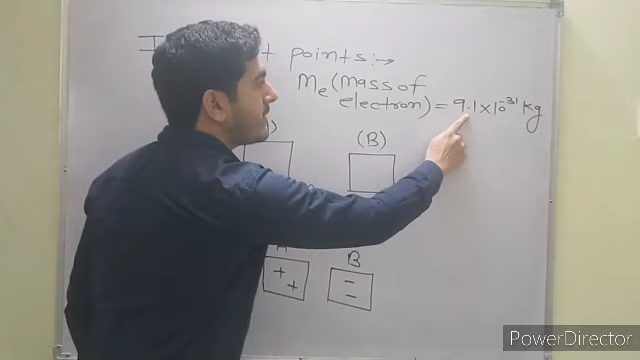 t points:→
Me (Mass of
electron) = 9.1×10⁻³¹ Kg
(B)
B
+ +
– –
PowerDirector